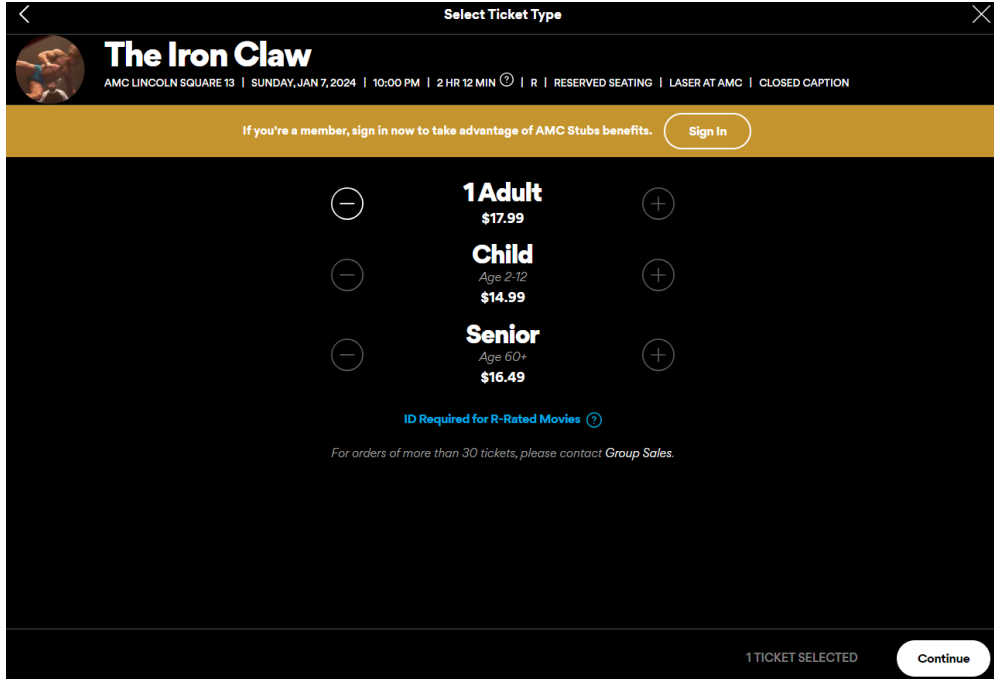 Select Ticket Type
The Iron Claw
AMC LINCOLN SQUARE 13 | SUNDAY, JAN 7, 2024 | 10:00 PM | 2 HR 12 MIN ? | R | RESERVED SEATING | LASER AT AMC | CLOSED CAPTION
If you're a member, sign in now to take advantage of AMC Stubs benefits. Sign In
1 Adult
$17.99
Child
Age 2-12
$14.99
Senior
Age 60+
$16.49
ID Required for R-Rated Movies ?
For orders of more than 30 tickets, please contact Group Sales.
1 TICKET SELECTED Continue